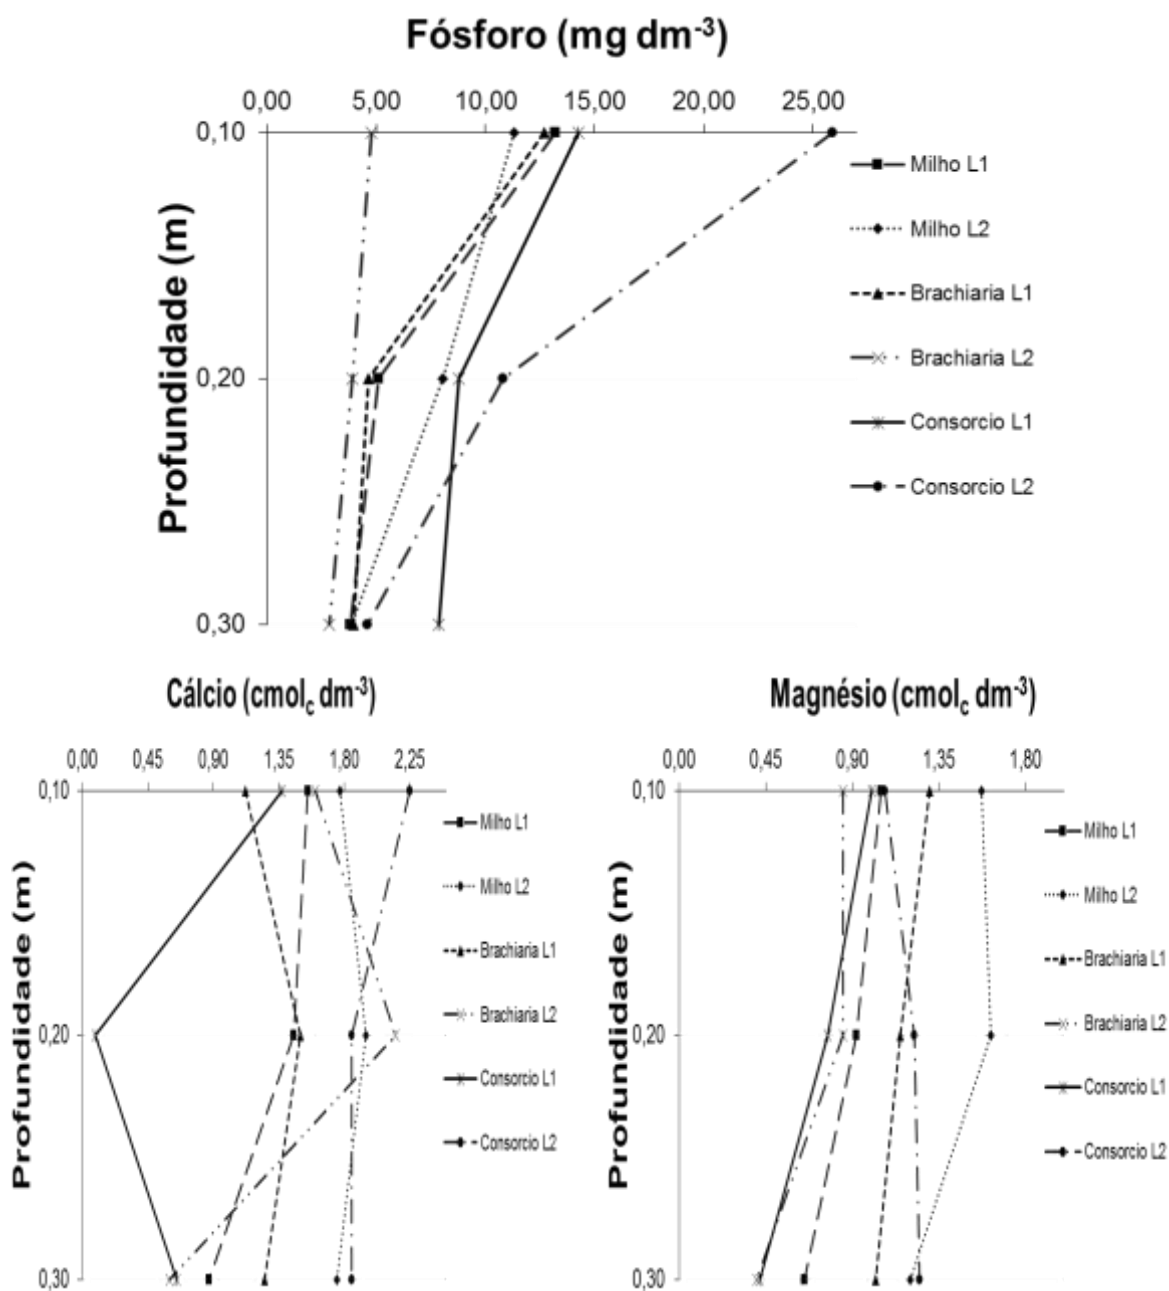 Fósforo (mg dm-3)
0,00 5,00 10,00 15,00 20,00 25,00
0,10
0,20
0,30
Profundidade (m)
Milho L1
Milho L2
Brachiaria L1
Brachiaria L2
Consorcio L1
Consorcio L2
Cálcio (cmolc dm-3)
0,00 0,45 0,90 1,35 1,80 2,25
0,10
0,20
0,30
Profundidade (m)
Milho L1
Milho L2
Brachiaria L1
Brachiaria L2
Consorcio L1
Consorcio L2
Magnésio (cmolc dm-3)
0,00 0,45 0,90 1,35 1,80
0,10
0,20
0,30
Profundidade (m)
Milho L1
Milho L2
Brachiaria L1
Brachiaria L2
Consorcio L1
Consorcio L2